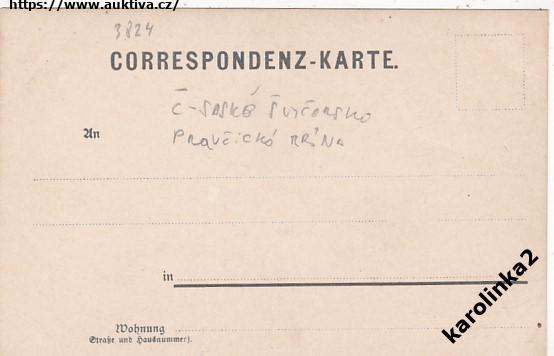 https://www.auktiva.cz/
3824
CORRESPONDENZ-KARTE.
Č-SASKÉ ŠVÝCARSKO
An
PRAVČICKÁ BRÁNA
in
Wohnung
(Straße und Hausnummer).
karolinka2